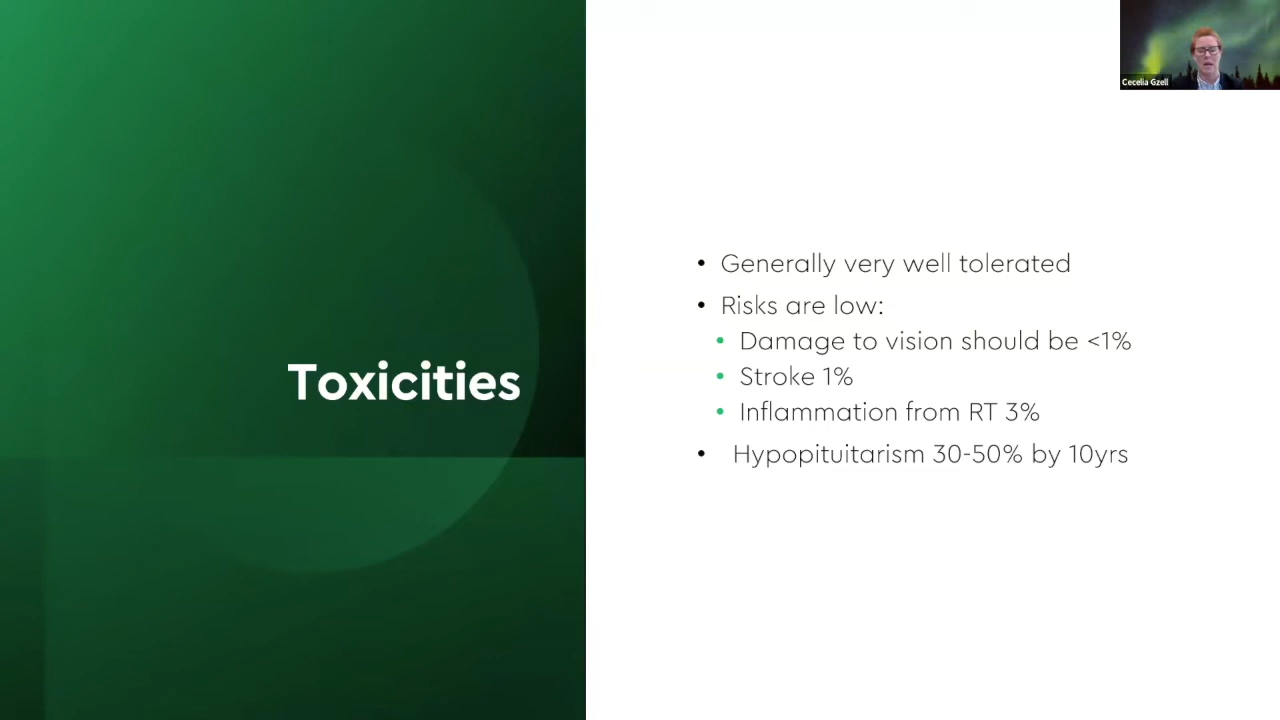 Cecelia Gzell
Toxicities
• Generally very well tolerated
• Risks are low:
• Damage to vision should be <1%
• Stroke 1%
• Inflammation from RT 3%
• Hypopituitarism 30-50% by 10yrs